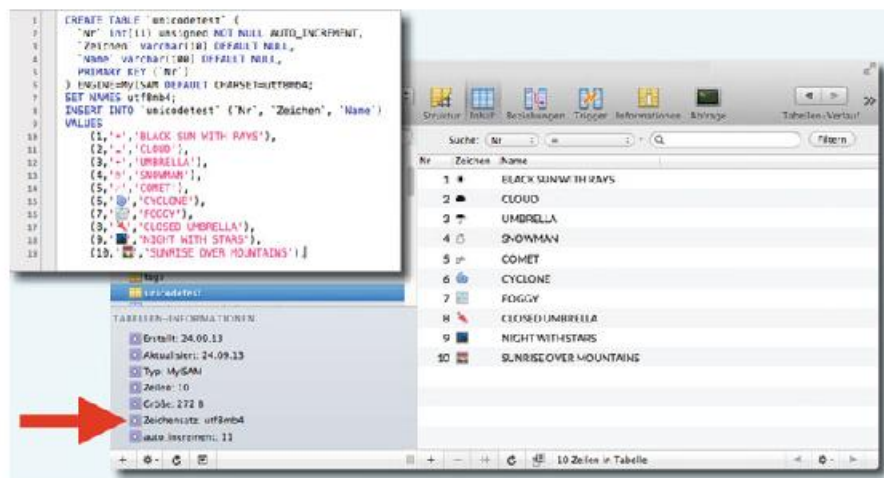 CREATE TABLE `unicodetest` (
`Nr` int(11) unsigned NOT NULL AUTO_INCREMENT,
`Zeichen` varchar(10) DEFAULT NULL,
`Name` varchar(100) DEFAULT NULL,
PRIMARY KEY (`Nr`)
) ENGINE=MyISAM DEFAULT CHARSET=utf8mb4;
SET NAMES utf8mb4;
INSERT INTO `unicodetest` (`Nr`, `Zeichen`, `Name`)
VALUES
(1,'☀','BLACK SUN WITH RAYS'),
(2,'☁','CLOUD'),
(3,'☂','UMBRELLA'),
(4,'☃','SNOWMAN'),
(5,'☄','COMET'),
(6,'🌀','CYCLONE'),
(7,'🌁','FOGGY'),
(8,'🌂','CLOSED UMBRELLA'),
(9,'🌃','NIGHT WITH STARS'),
(10,'🌄','SUNRISE OVER MOUNTAINS');
Struktur Inhalt Beziehungen Trigger Informationen Abfrage Tabellen-Verlauf
Suche: Nr = Filtern
Nr Zeichen Name
1 ☀ BLACK SUN WITH RAYS
2 ☁ CLOUD
3 ☂ UMBRELLA
4 ☃ SNOWMAN
5 ☄ COMET
6 🌀 CYCLONE
7 🌁 FOGGY
8 🌂 CLOSED UMBRELLA
9 🌃 NIGHT WITH STARS
10 🌄 SUNRISE OVER MOUNTAINS
tags
unicodetest
TABELLEN-INFORMATIONEN
Erstellt: 24.09.13
Aktualisiert: 24.09.13
Typ: MyISAM
Zeilen: 10
Größe: 272 B
Zeichensatz: utf8mb4
auto_increment: 11
10 Zeilen in Tabelle